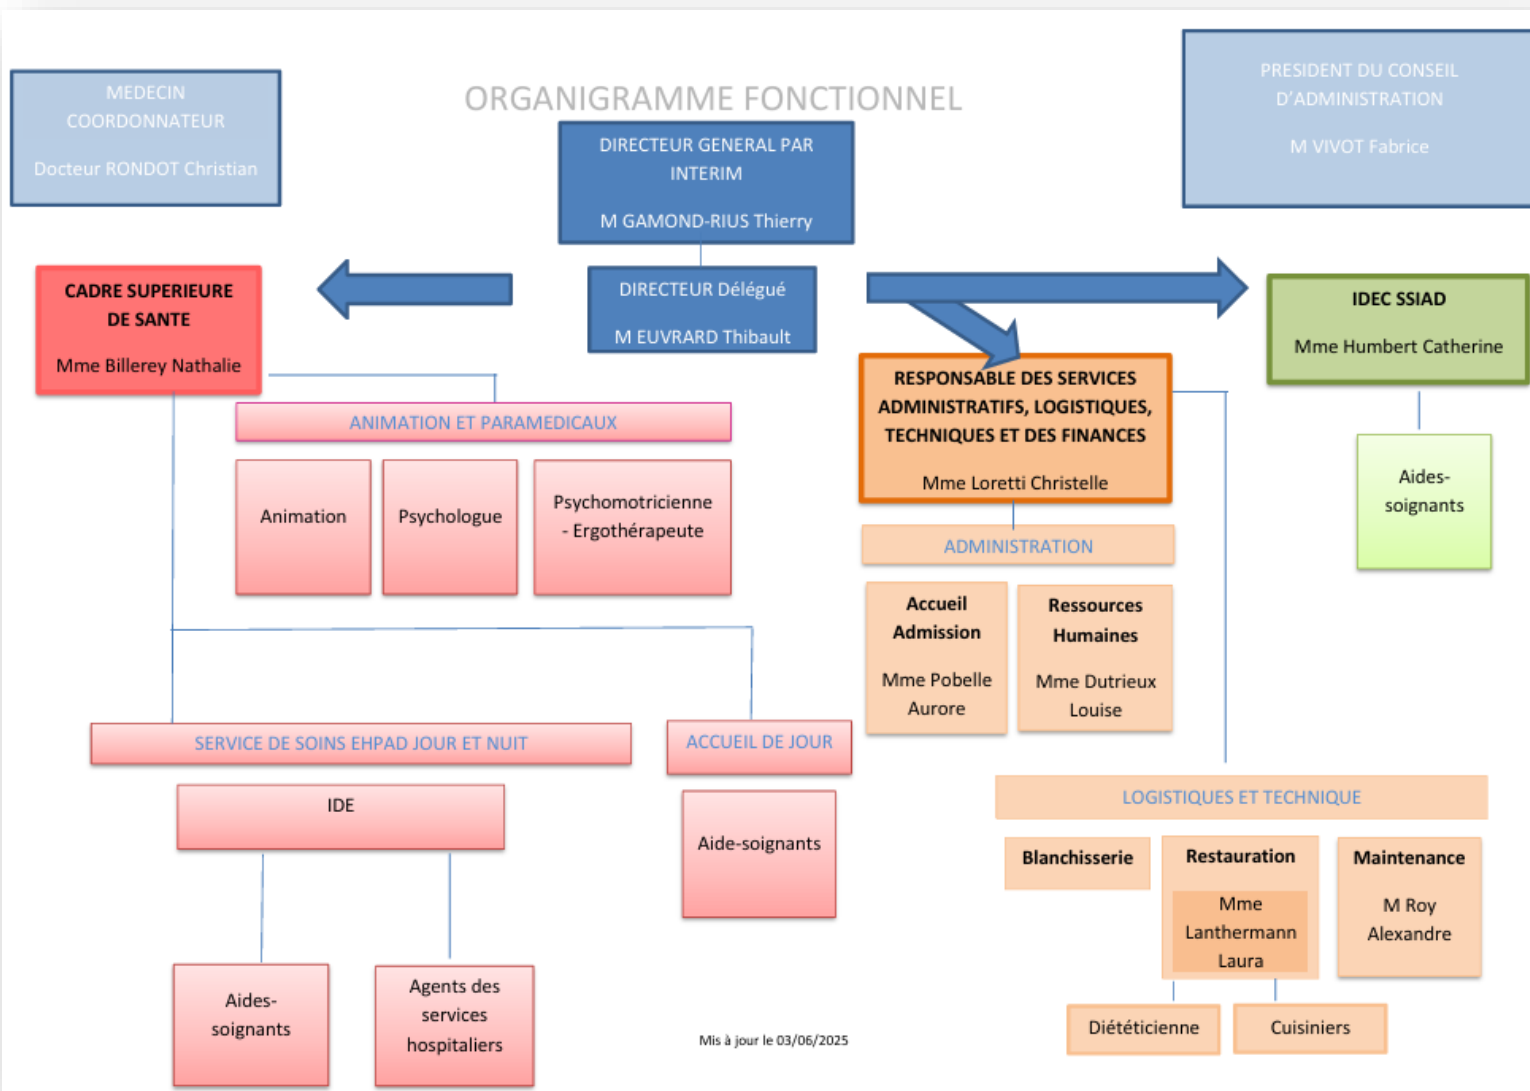 MEDECIN
COORDONNATEUR
Docteur RONDOT Christian
ORGANIGRAMME FONCTIONNEL
PRESIDENT DU CONSEIL
D'ADMINISTRATION
M VIVOT Fabrice
DIRECTEUR GENERAL PAR
INTERIM
M GAMOND-RIUS Thierry
DIRECTEUR Délégué
M EUVRARD Thibault
CADRE SUPERIEURE
DE SANTE
Mme Billerey Nathalie
IDEC SSIAD
Mme Humbert Catherine
RESPONSABLE DES SERVICES
ADMINISTRATIFS, LOGISTIQUES,
TECHNIQUES ET DES FINANCES
Mme Loretti Christelle
ANIMATION ET PARAMEDICAUX
Animation
Psychologue
Psychomotricienne
- Ergothérapeute
Aides-
soignants
ADMINISTRATION
Accueil
Admission
Mme Pobelle
Aurore
Ressources
Humaines
Mme Dutrieux
Louise
SERVICE DE SOINS EHPAD JOUR ET NUIT
ACCUEIL DE JOUR
IDE
Aide-soignants
LOGISTIQUES ET TECHNIQUE
Blanchisserie
Restauration
Mme
Lanthermann
Laura
Maintenance
M Roy
Alexandre
Aides-
soignants
Agents des
services
hospitaliers
Diététicienne
Cuisiniers
Mis à jour le 03/06/2025